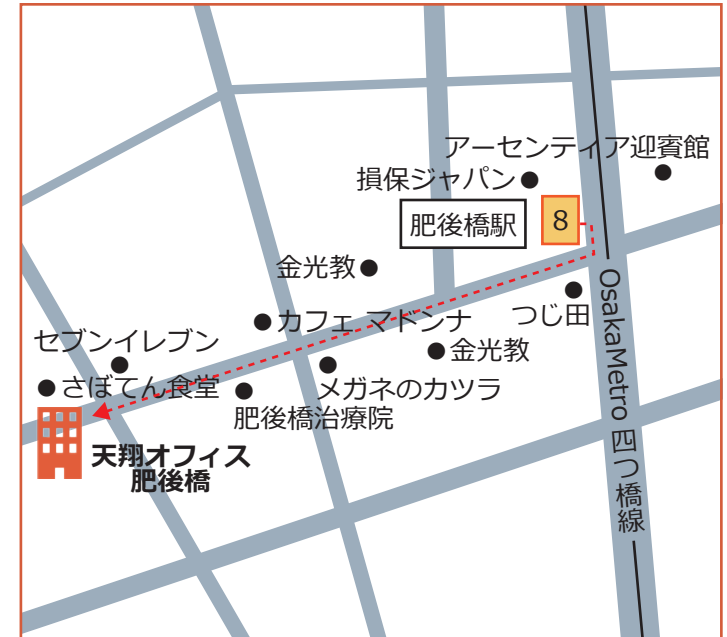 アーセンティア迎賓館
損保ジャパン
8
肥後橋駅
金光教
つじ田
カフェ マドンナ
セブンイレブン
金光教
さぼてん食堂
メガネのカツラ
肥後橋治療院
天翔オフィス
肥後橋
OsakaMetro 四つ橋線